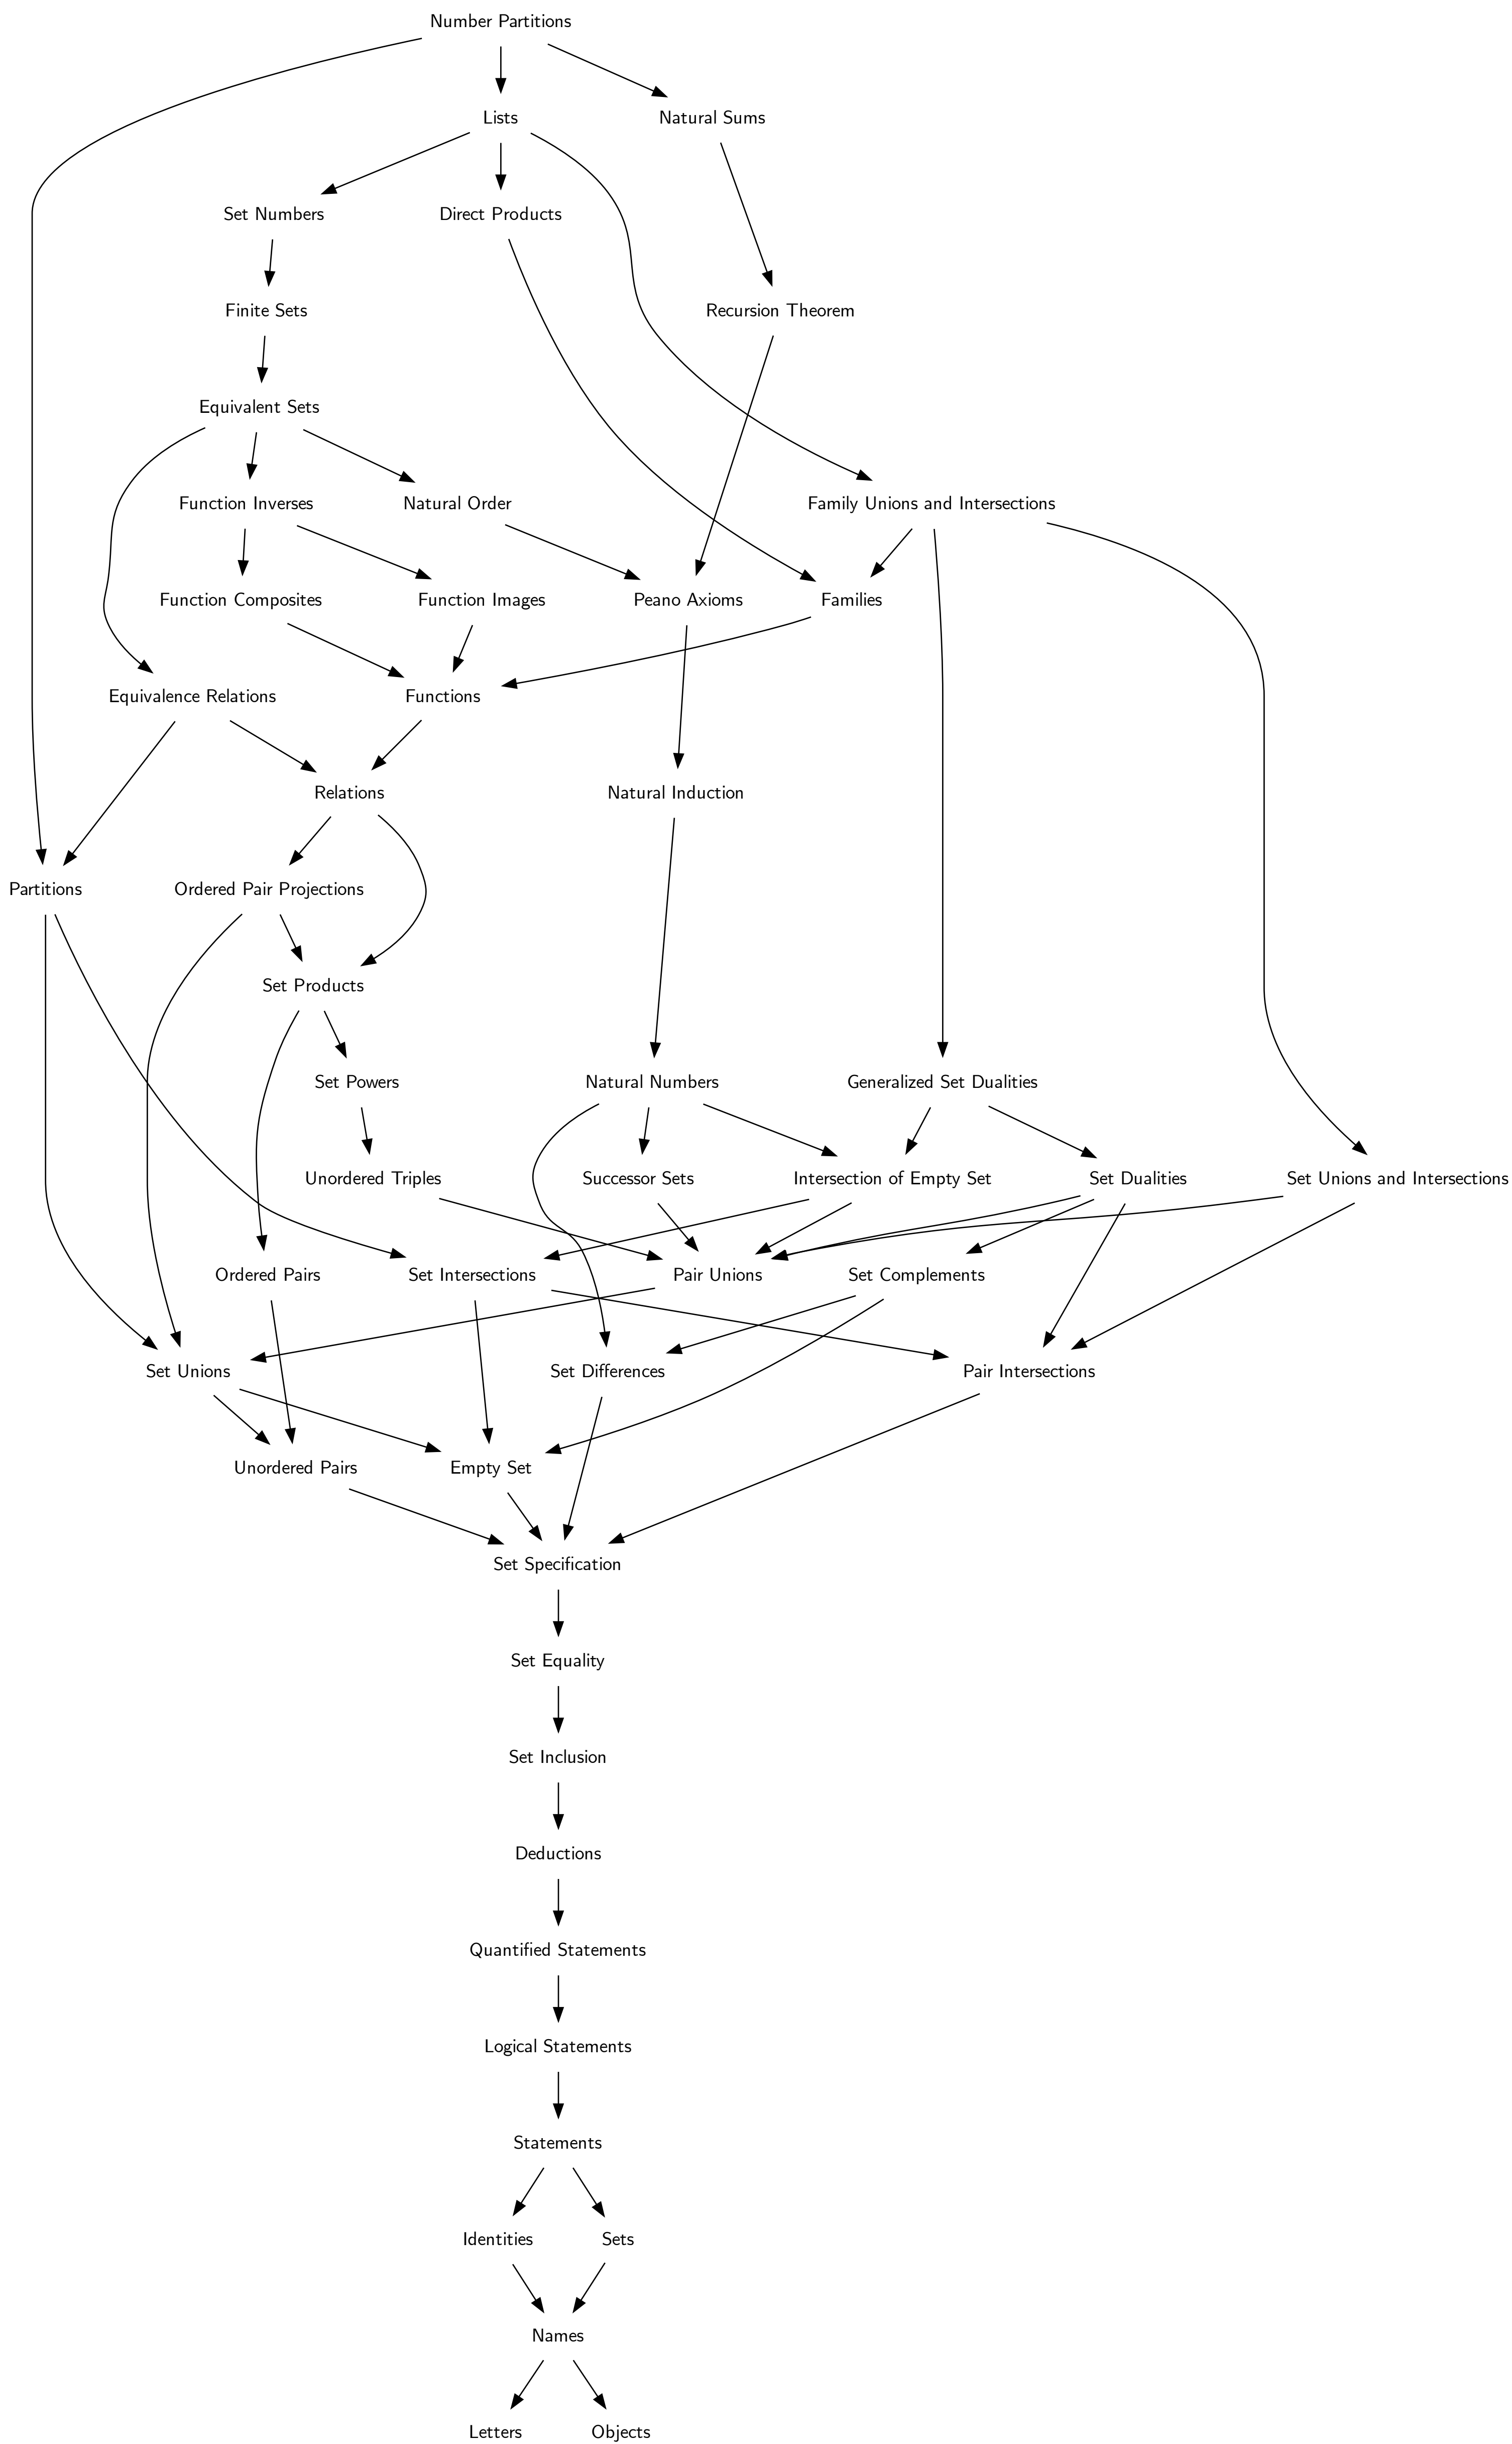 Number Partitions
Lists
Natural Sums
Set Numbers
Direct Products
Finite Sets
Recursion Theorem
Equivalent Sets
Function Inverses
Natural Order
Family Unions and Intersections
Function Composites
Function Images
Peano Axioms
Families
Equivalence Relations
Functions
Relations
Natural Induction
Partitions
Ordered Pair Projections
Set Products
Set Powers
Natural Numbers
Generalized Set Dualities
Unordered Triples
Successor Sets
Intersection of Empty Set
Set Dualities
Set Unions and Intersections
Ordered Pairs
Set Intersections
Pair Unions
Set Complements
Set Unions
Set Differences
Pair Intersections
Unordered Pairs
Empty Set
Set Specification
Set Equality
Set Inclusion
Deductions
Quantified Statements
Logical Statements
Statements
Identities
Sets
Names
Letters
Objects